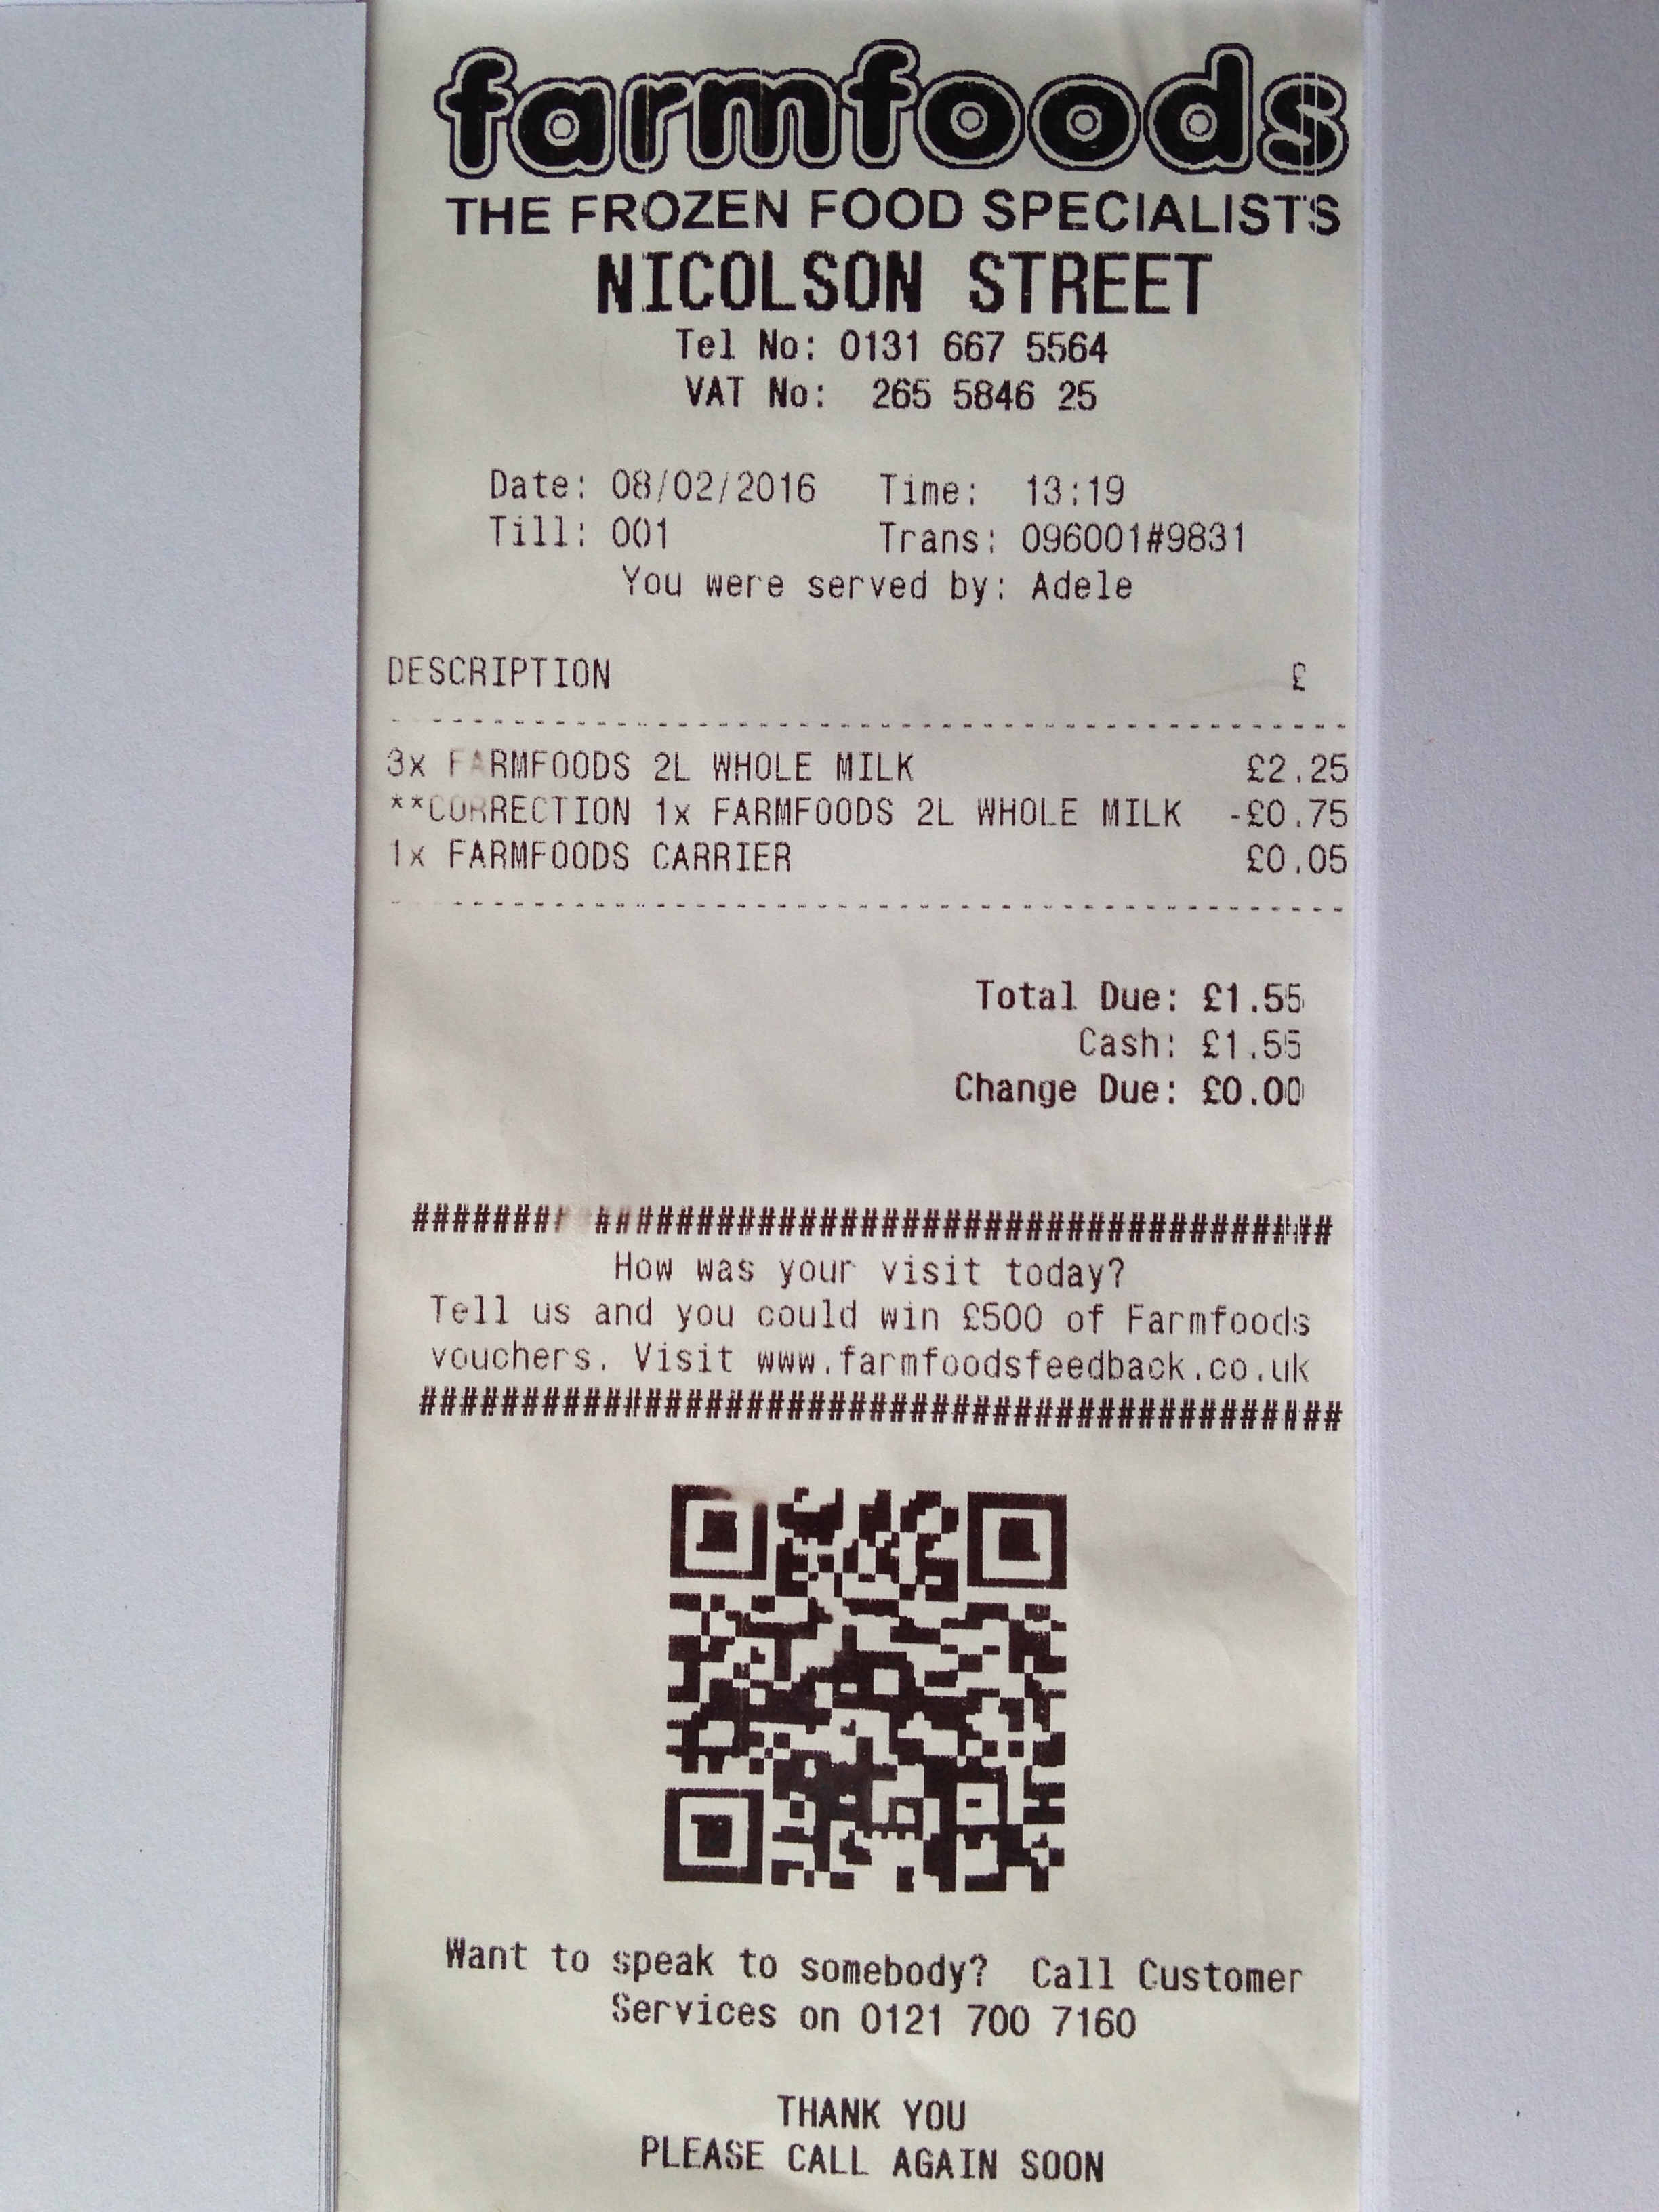 farmfoods
THE FROZEN FOOD SPECIALISTS
NICOLSON STREET
Tel No: 0131 667 5564
VAT No: 265 5846 25
Date: 08/02/2016 Time: 13:19
Till: 001 Trans: 096001#9831
You were served by: Adele
DESCRIPTION £
3x FARMFOODS 2L WHOLE MILK £2.25
**CORRECTION 1x FARMFOODS 2L WHOLE MILK -£0.75
1x FARMFOODS CARRIER £0.05
Total Due: £1.55
Cash: £1.55
Change Due: £0.00
#############################################
How was your visit today?
Tell us and you could win £500 of Farmfoods
vouchers. Visit www.farmfoodsfeedback.co.uk
#############################################
Want to speak to somebody? Call Customer
Services on 0121 700 7160
THANK YOU
PLEASE CALL AGAIN SOON